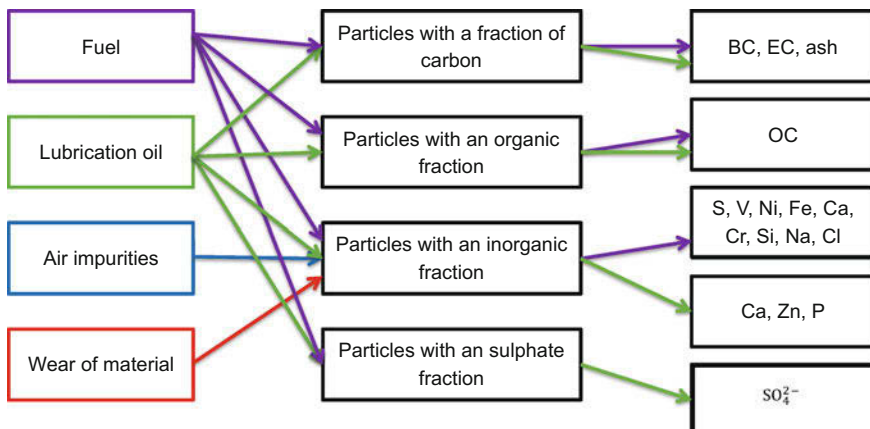 Fuel
Particles with a fraction of
carbon
BC, EC, ash
Lubrication oil
Particles with an organic
fraction
OC
Air impurities
Particles with an inorganic
fraction
S, V, Ni, Fe, Ca,
Cr, Si, Na, Cl
Ca, Zn, P
Wear of material
Particles with an sulphate
fraction
SO₄²⁻